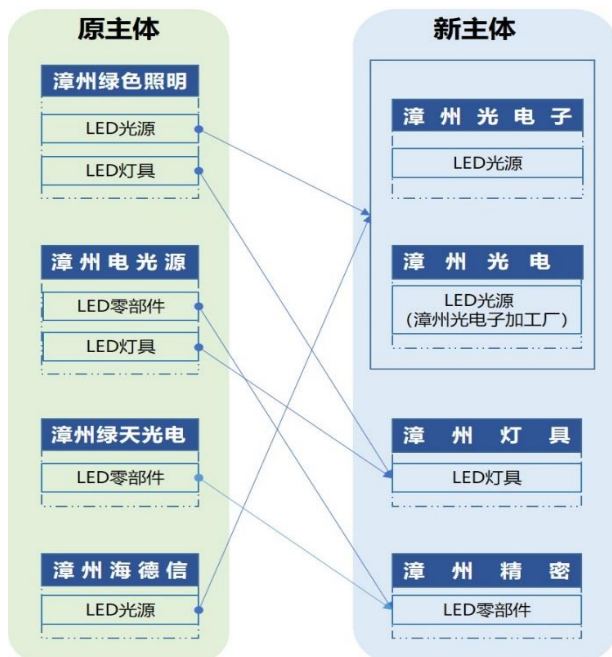 原主体
漳州绿色照明
LED光源
LED灯具
漳州电光源
LED零部件
LED灯具
漳州绿天光电
LED零部件
漳州海德信
LED光源
新主体
漳州光电子
LED光源
漳州光电
LED光源
（漳州光电子加工厂）
漳州灯具
LED灯具
漳州精密
LED零部件